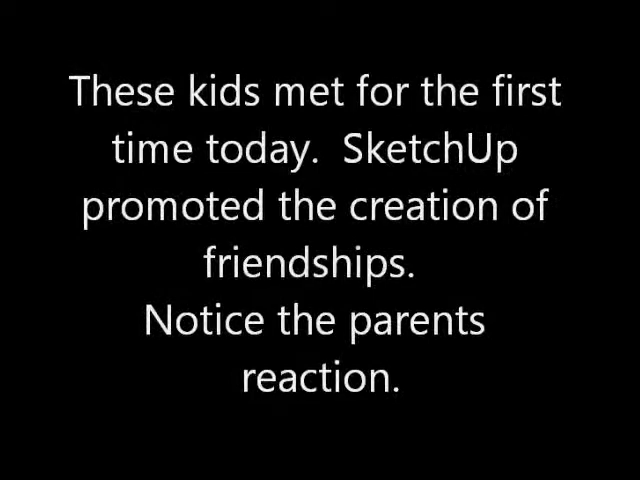 These kids met for the first
time today.  SketchUp
promoted the creation of
friendships.
Notice the parents
reaction.